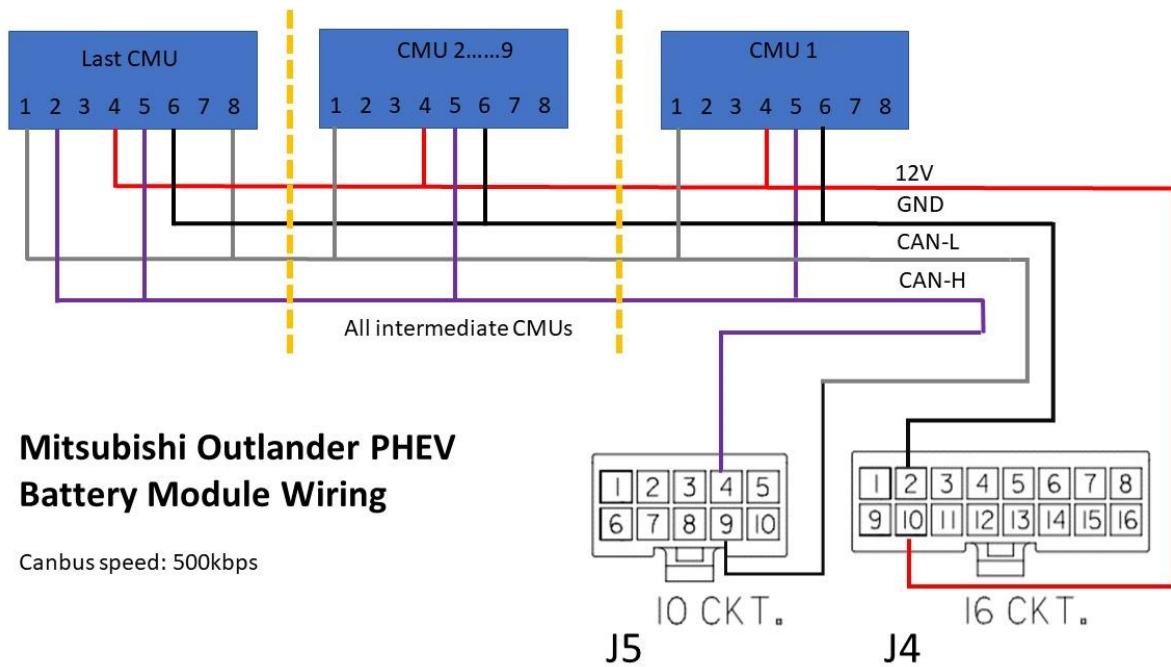 Last CMU
CMU 2……9
CMU 1
1 2 3 4 5 6 7 8
1 2 3 4 5 6 7 8
1 2 3 4 5 6 7 8
12V
GND
CAN-L
CAN-H
All intermediate CMUs
Mitsubishi Outlander PHEV
Battery Module Wiring
Canbus speed: 500kbps
1 2 3 4 5
6 7 8 9 10
10 CKT.
J5
1 2 3 4 5 6 7 8
9 10 11 12 13 14 15 16
16 CKT.
J4